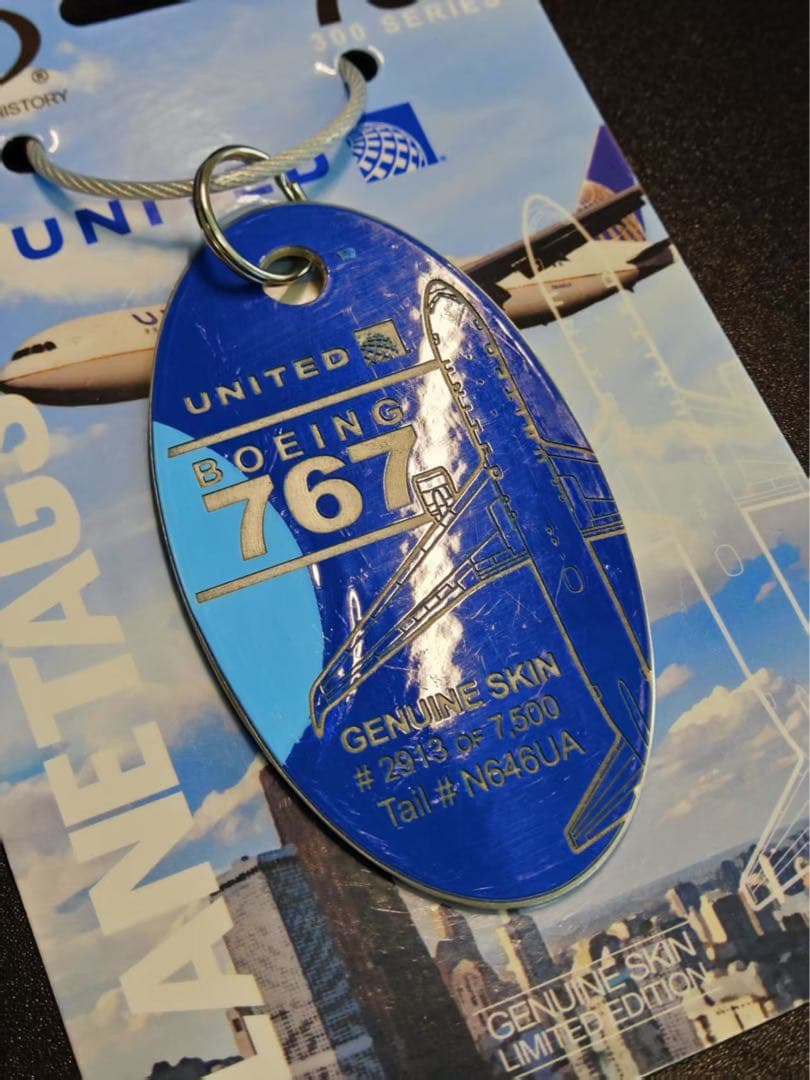 300 SERIES
®
HISTORY
UNITED
UNITED
BOEING
767
GENUINE SKIN
# 2913 OF 7,500
Tail # N646UA
LANETAGS
GENUINE SKIN
LIMITED EDITION